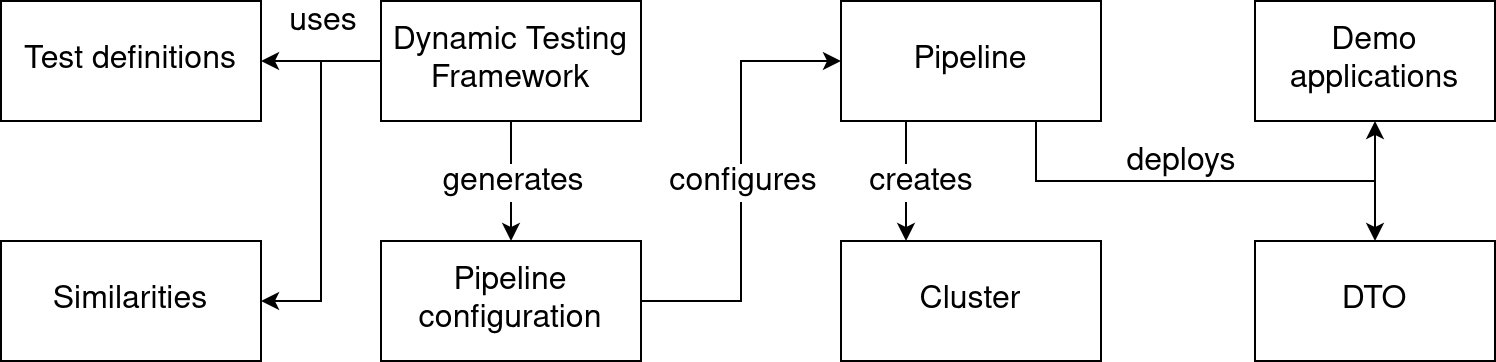 uses
Test definitions
Dynamic Testing
Framework
Pipeline
Demo
applications
generates
configures
creates
deploys
Similarities
Pipeline
configuration
Cluster
DTO